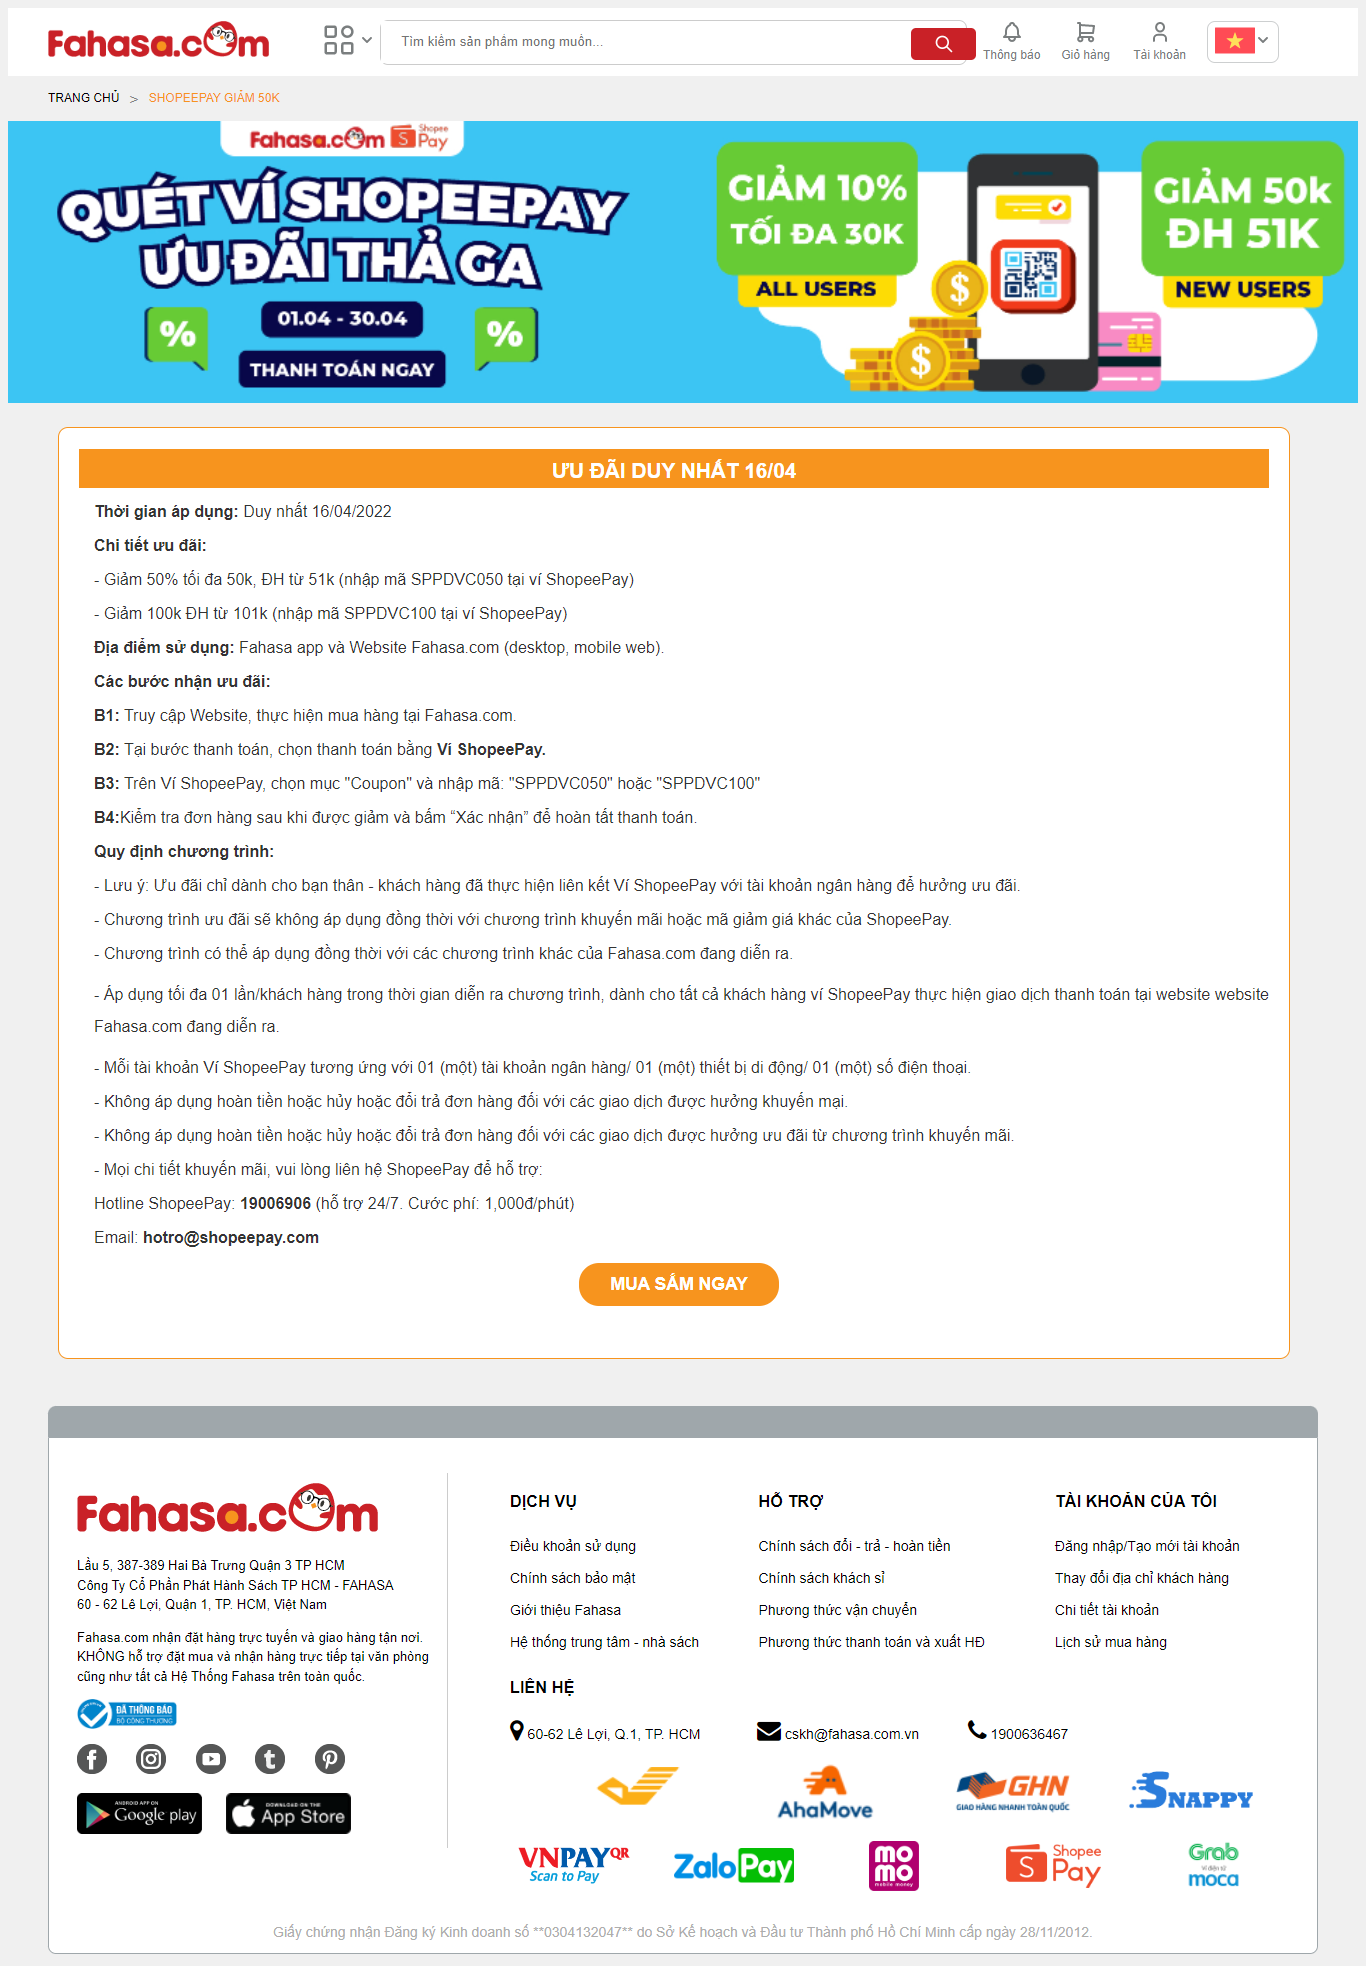 Fahasa.com
Tìm kiếm sản phẩm mong muốn...
Thông báo
Giỏ hàng
Tài khoản
TRANG CHỦ > SHOPEEPAY GIẢM 50K
Fahasa.com S Shopee Pay
QUÉT VÍ SHOPEEPAY
ƯU ĐÃI THẢ GA
% 01.04 - 30.04 %
THANH TOÁN NGAY
GIẢM 10%
TỐI ĐA 30K
ALL USERS
GIẢM 50k
ĐH 51K
NEW USERS
ƯU ĐÃI DUY NHẤT 16/04
Thời gian áp dụng: Duy nhất 16/04/2022
Chi tiết ưu đãi:
- Giảm 50% tối đa 50k, ĐH từ 51k (nhập mã SPPDVC050 tại ví ShopeePay)
- Giảm 100k ĐH từ 101k (nhập mã SPPDVC100 tại ví ShopeePay)
Địa điểm sử dụng: Fahasa app và Website Fahasa.com (desktop, mobile web).
Các bước nhận ưu đãi:
B1: Truy cập Website, thực hiện mua hàng tại Fahasa.com.
B2: Tại bước thanh toán, chọn thanh toán bằng Ví ShopeePay.
B3: Trên Ví ShopeePay, chọn mục "Coupon" và nhập mã: "SPPDVC050" hoặc "SPPDVC100"
B4:Kiểm tra đơn hàng sau khi được giảm và bấm “Xác nhận” để hoàn tất thanh toán.
Quy định chương trình:
- Lưu ý: Ưu đãi chỉ dành cho bạn thân - khách hàng đã thực hiện liên kết Ví ShopeePay với tài khoản ngân hàng để hưởng ưu đãi.
- Chương trình ưu đãi sẽ không áp dụng đồng thời với chương trình khuyến mãi hoặc mã giảm giá khác của ShopeePay.
- Chương trình có thể áp dụng đồng thời với các chương trình khác của Fahasa.com đang diễn ra.
- Áp dụng tối đa 01 lần/khách hàng trong thời gian diễn ra chương trình, dành cho tất cả khách hàng ví ShopeePay thực hiện giao dịch thanh toán tại website website
Fahasa.com đang diễn ra.
- Mỗi tài khoản Ví ShopeePay tương ứng với 01 (một) tài khoản ngân hàng/ 01 (một) thiết bị di động/ 01 (một) số điện thoại.
- Không áp dụng hoàn tiền hoặc hủy hoặc đổi trả đơn hàng đối với các giao dịch được hưởng khuyến mại.
- Không áp dụng hoàn tiền hoặc hủy hoặc đổi trả đơn hàng đối với các giao dịch được hưởng ưu đãi từ chương trình khuyến mãi.
- Mọi chi tiết khuyến mãi, vui lòng liên hệ ShopeePay để hỗ trợ:
Hotline ShopeePay: 19006906 (hỗ trợ 24/7. Cước phí: 1,000đ/phút)
Email: hotro@shopeepay.com
MUA SẮM NGAY
Fahasa.com
Lầu 5, 387-389 Hai Bà Trưng Quận 3 TP HCM
Công Ty Cổ Phần Phát Hành Sách TP HCM - FAHASA
60 - 62 Lê Lợi, Quận 1, TP. HCM, Việt Nam
Fahasa.com nhận đặt hàng trực tuyến và giao hàng tận nơi.
KHÔNG hỗ trợ đặt mua và nhận hàng trực tiếp tại văn phòng
cũng như tất cả Hệ Thống Fahasa trên toàn quốc.
ĐÃ THÔNG BÁO
BỘ CÔNG THƯƠNG
ANDROID APP ON
Google play
DOWNLOAD ON THE
App Store
DỊCH VỤ
Điều khoản sử dụng
Chính sách bảo mật
Giới thiệu Fahasa
Hệ thống trung tâm - nhà sách
HỖ TRỢ
Chính sách đổi - trả - hoàn tiền
Chính sách khách sỉ
Phương thức vận chuyển
Phương thức thanh toán và xuất HĐ
TÀI KHOẢN CỦA TÔI
Đăng nhập/Tạo mới tài khoản
Thay đổi địa chỉ khách hàng
Chi tiết tài khoản
Lịch sử mua hàng
LIÊN HỆ
60-62 Lê Lợi, Q.1, TP. HCM
cskh@fahasa.com.vn
1900636467
AhaMove
GHN
GIAO HÀNG NHANH TOÀN QUỐC
SNAPPY
VNPAYQR
Scan to Pay
ZaloPay
momo
mobile money
S Shopee Pay
Grab
Ví điện tử
moca
Giấy chứng nhận Đăng ký Kinh doanh số **0304132047** do Sở Kế hoạch và Đầu tư Thành phố Hồ Chí Minh cấp ngày 28/11/2012.